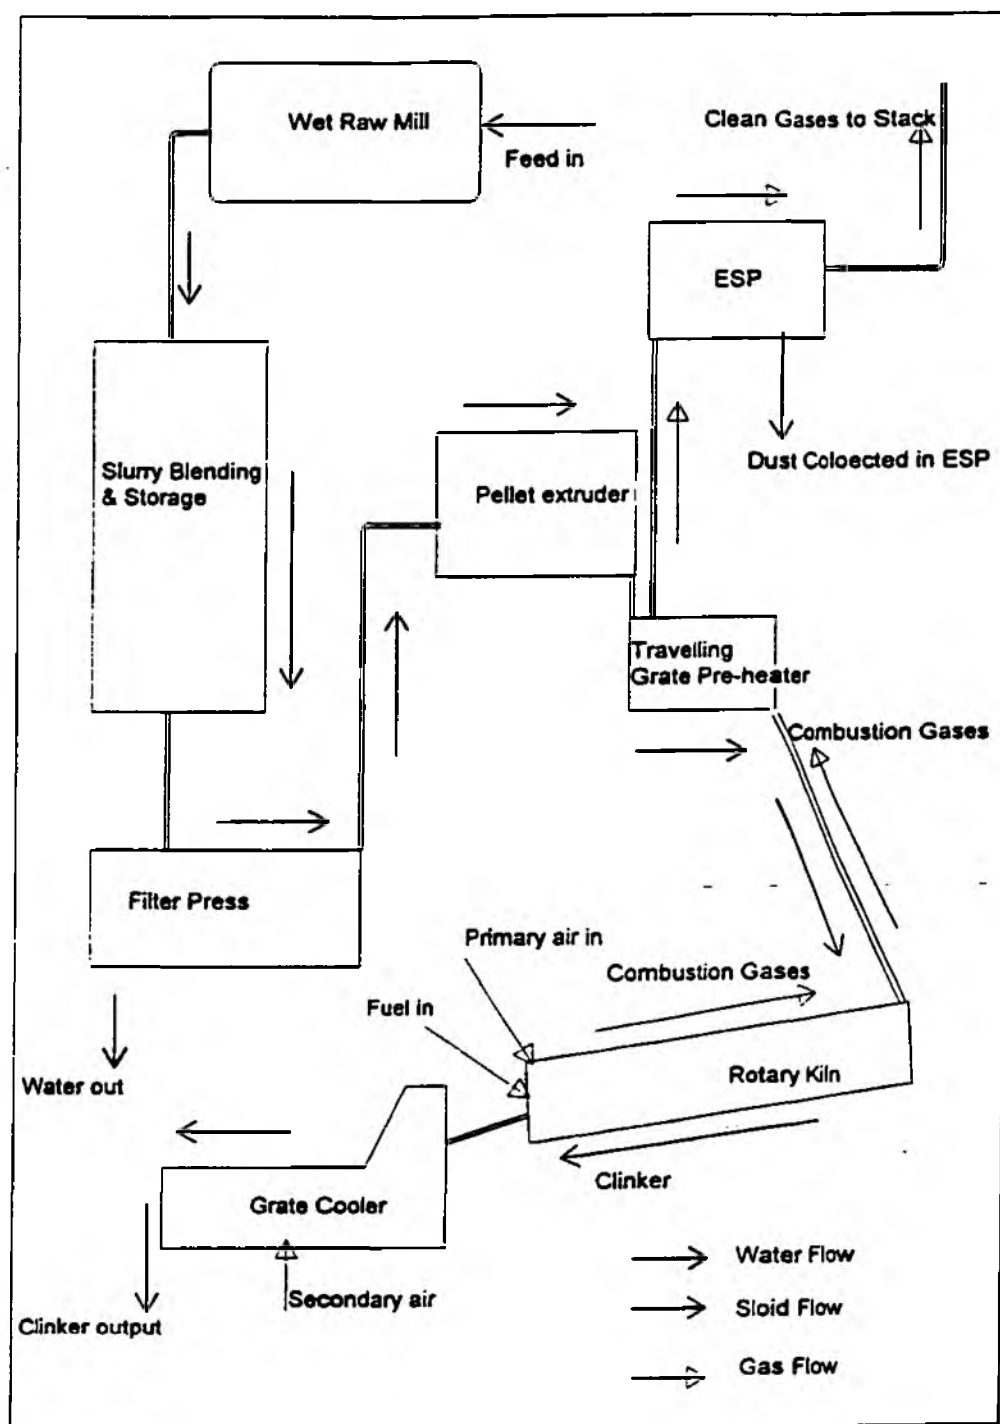 Wet Raw Mill
Feed in
Clean Gases to Stack
ESP
Dust Coloected in ESP
Slurry Blending
& Storage
Pellet extruder
Travelling
Grate Pre-heater
Combustion Gases
Filter Press
Water out
Primary air in
Combustion Gases
Fuel in
Rotary Kiln
Clinker
Grate Cooler
Secondary air
Clinker output
Water Flow
Sloid Flow
Gas Flow